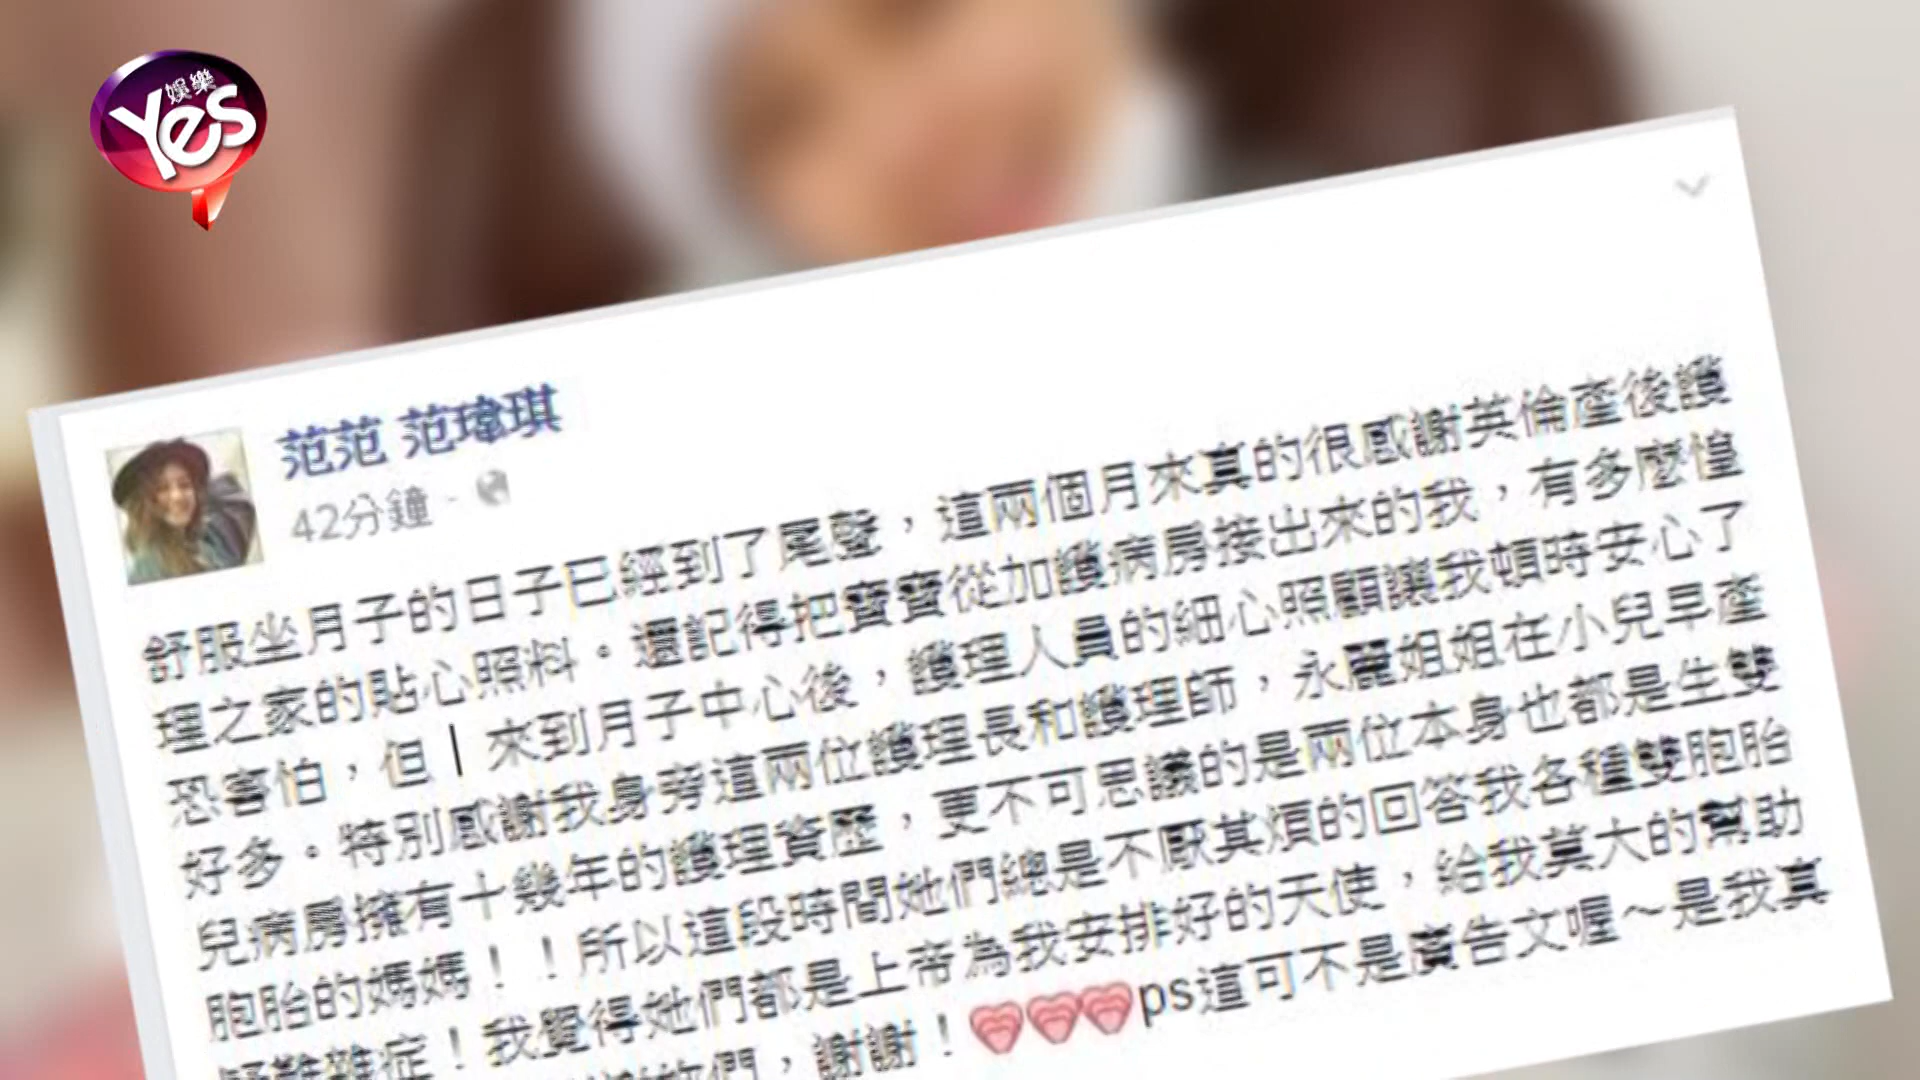 娛樂
Yes
范范 范瑋琪
42分鐘
舒服坐月子的日子已經到了尾聲，這兩個月來真的很感謝英倫產後護
理之家的貼心照料。還記得把寶寶從加護病房接出來的我，有多麼惶
恐害怕，但| 來到月子中心後，護理人員的細心照顧讓我頓時安心了
好多。特別感謝我身旁這兩位護理長和護理師，永麗姐姐在小兒早產
兒病房擁有十幾年的護理資歷，更不可思議的是兩位本身也都是生雙
胞胎的媽媽！！所以這段時間她們總是不厭其煩的回答我各種雙胞胎
疑難雜症！我覺得她們都是上帝為我安排好的天使，給我莫大的幫助
謝謝妳們，謝謝！ps這可不是廣告文喔～是我真